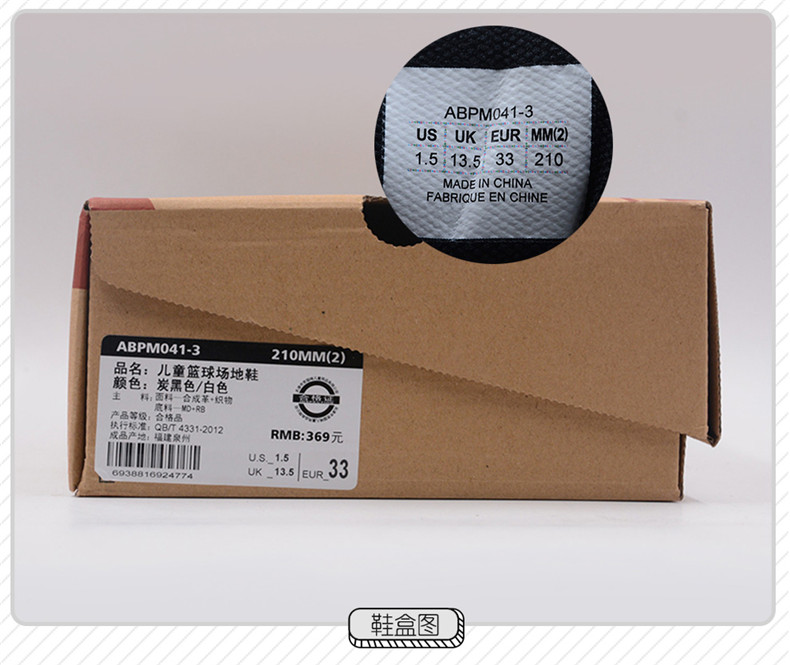 ABPM041-3
US UK EUR MM(2)
1.5 13.5 33 210
MADE IN CHINA
FABRIQUE EN CHINE
ABPM041-3 210MM(2)
品名：儿童篮球场地鞋
颜色：炭黑色/白色
主 料：面料—合成革+织物
底料—MD+RB
产品等级：合格品
执行标准：QB/T 4331-2012
成品产地：福建泉州
RMB:369元
6938816924774
U.S._1.5
UK _13.5
EUR_33
鞋盒图